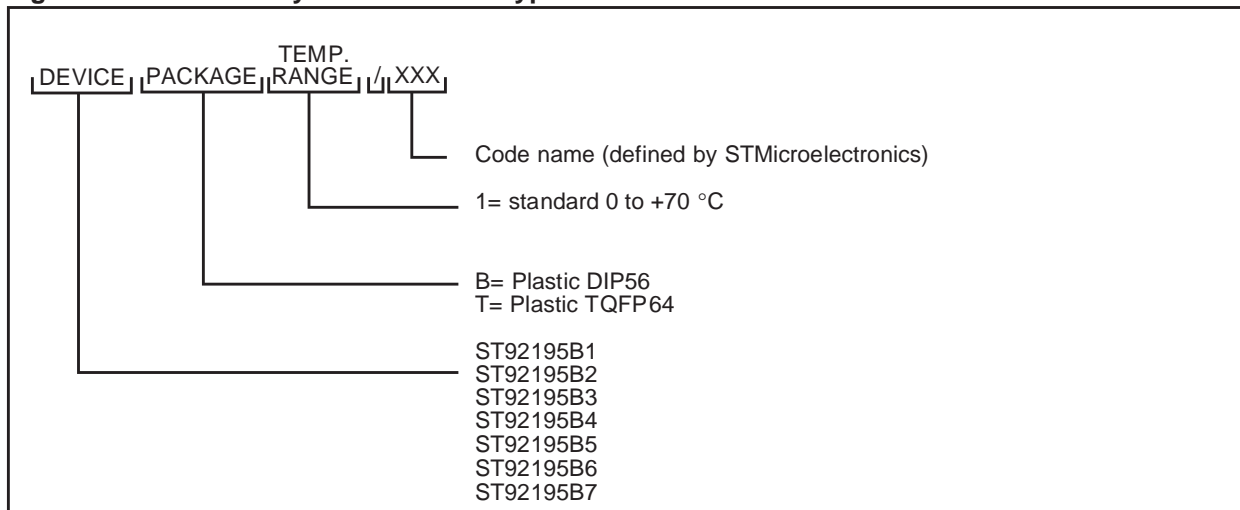 TEMP.
DEVICE PACKAGE RANGE / XXX
Code name (defined by STMicroelectronics)
1= standard 0 to +70 °C
B= Plastic DIP56
T= Plastic TQFP64
ST92195B1
ST92195B2
ST92195B3
ST92195B4
ST92195B5
ST92195B6
ST92195B7